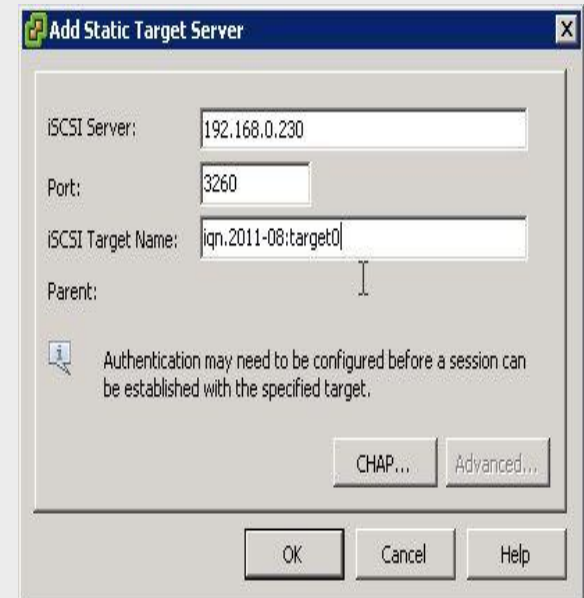 Add Static Target Server
iSCSI Server: 192.168.0.230
Port: 3260
iSCSI Target Name: iqn.2011-08:target0
Parent:
Authentication may need to be configured before a session can
be established with the specified target.
CHAP... Advanced...
OK Cancel Help